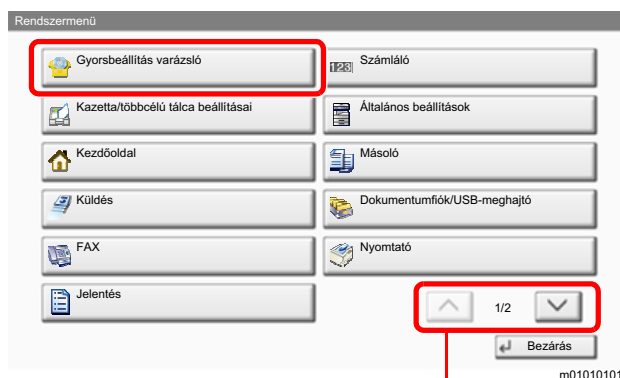 Rendszermenü
Gyorsbeállítás varázsló
123 Számláló
Kazetta/többcélú tálca beállításai
Általános beállítások
Kezdőoldal
Másoló
Küldés
Dokumentumfiók/USB-meghajtó
FAX
Nyomtató
Jelentés
1/2
Bezárás
m01010101